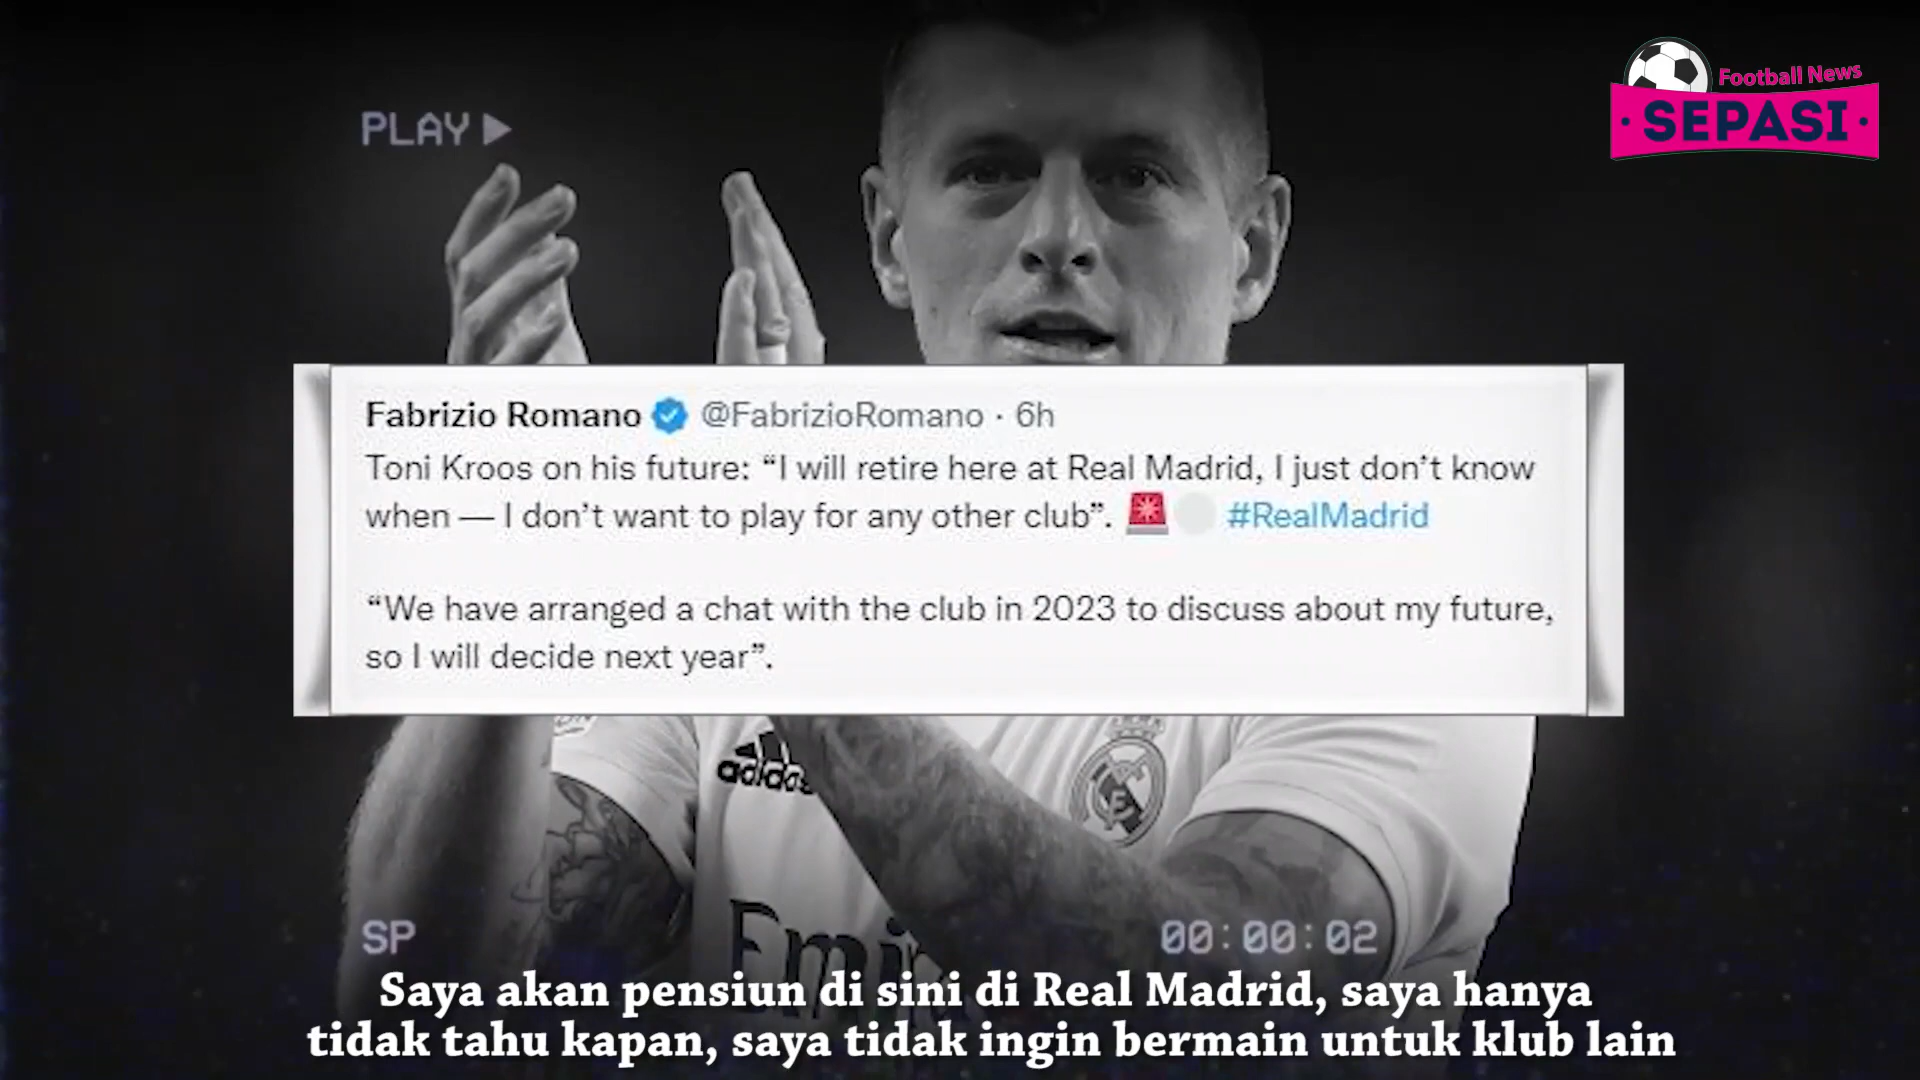 Football News
SEPASI
PLAY
Fabrizio Romano @FabrizioRomano · 6h
Toni Kroos on his future: “I will retire here at Real Madrid, I just don’t know
when — I don’t want to play for any other club”. 🚨⚪ #RealMadrid
“We have arranged a chat with the club in 2023 to discuss about my future,
so I will decide next year”.
adidas
SP
00:00:02
Saya akan pensiun di sini di Real Madrid, saya hanya
tidak tahu kapan, saya tidak ingin bermain untuk klub lain